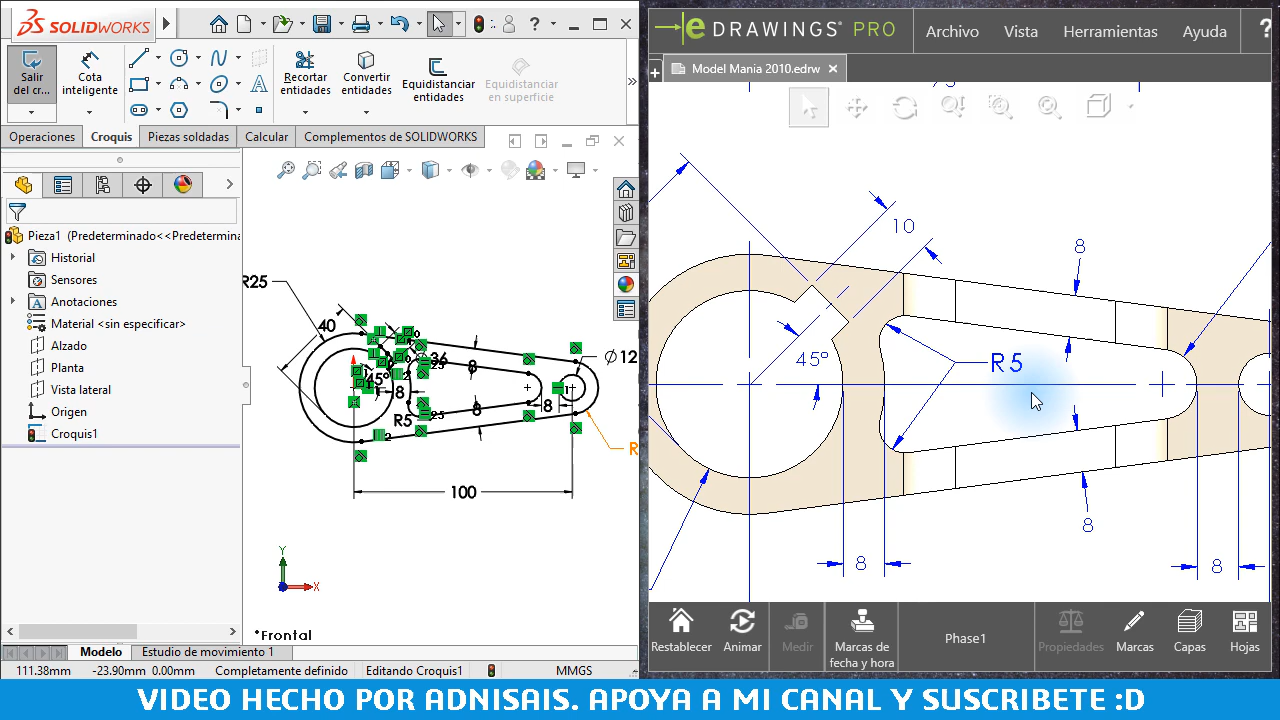 SOLIDWORKS
eDRAWINGS® PRO
Archivo
Vista
Herramientas
Ayuda
?
Salir del cr...
Cota inteligente
Recortar entidades
Convertir entidades
Equidistanciar entidades
Equidistanciar en superficie
Model Mania 2010.edrw
Operaciones
Croquis
Piezas soldadas
Calcular
Complementos de SOLIDWORKS
Pieza1 (Predeterminado<<Predetermina
Historial
Sensores
Anotaciones
Material <sin especificar>
Alzado
Planta
Vista lateral
Origen
Croquis1
R25
40
36
Ø12
45°
8
8
R5
8
8
R
100
Y
X
*Frontal
10
8
45°
R5
8
8
8
Modelo
Estudio de movimiento 1
111.38mm
-23.90mm
0.00mm
Completamente definido
Editando Croquis1
MMGS
Restablecer
Animar
Medir
Marcas de fecha y hora
Phase1
Propiedades
Marcas
Capas
Hojas
VIDEO HECHO POR ADNISAIS. APOYA A MI CANAL Y SUSCRIBETE :D